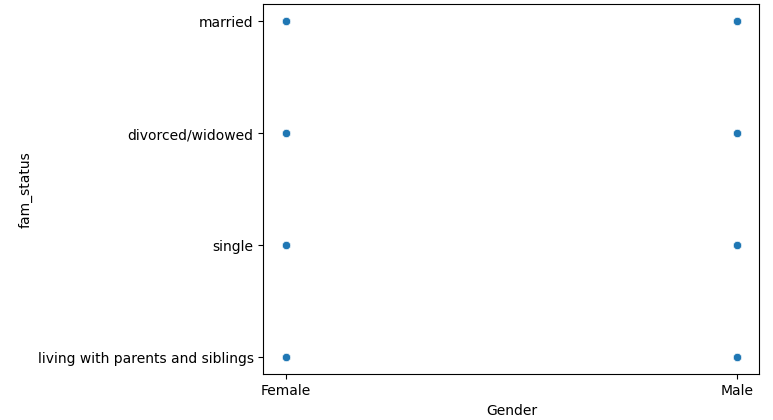 married
divorced/widowed
fam_status
single
living with parents and siblings
Female
Male
Gender